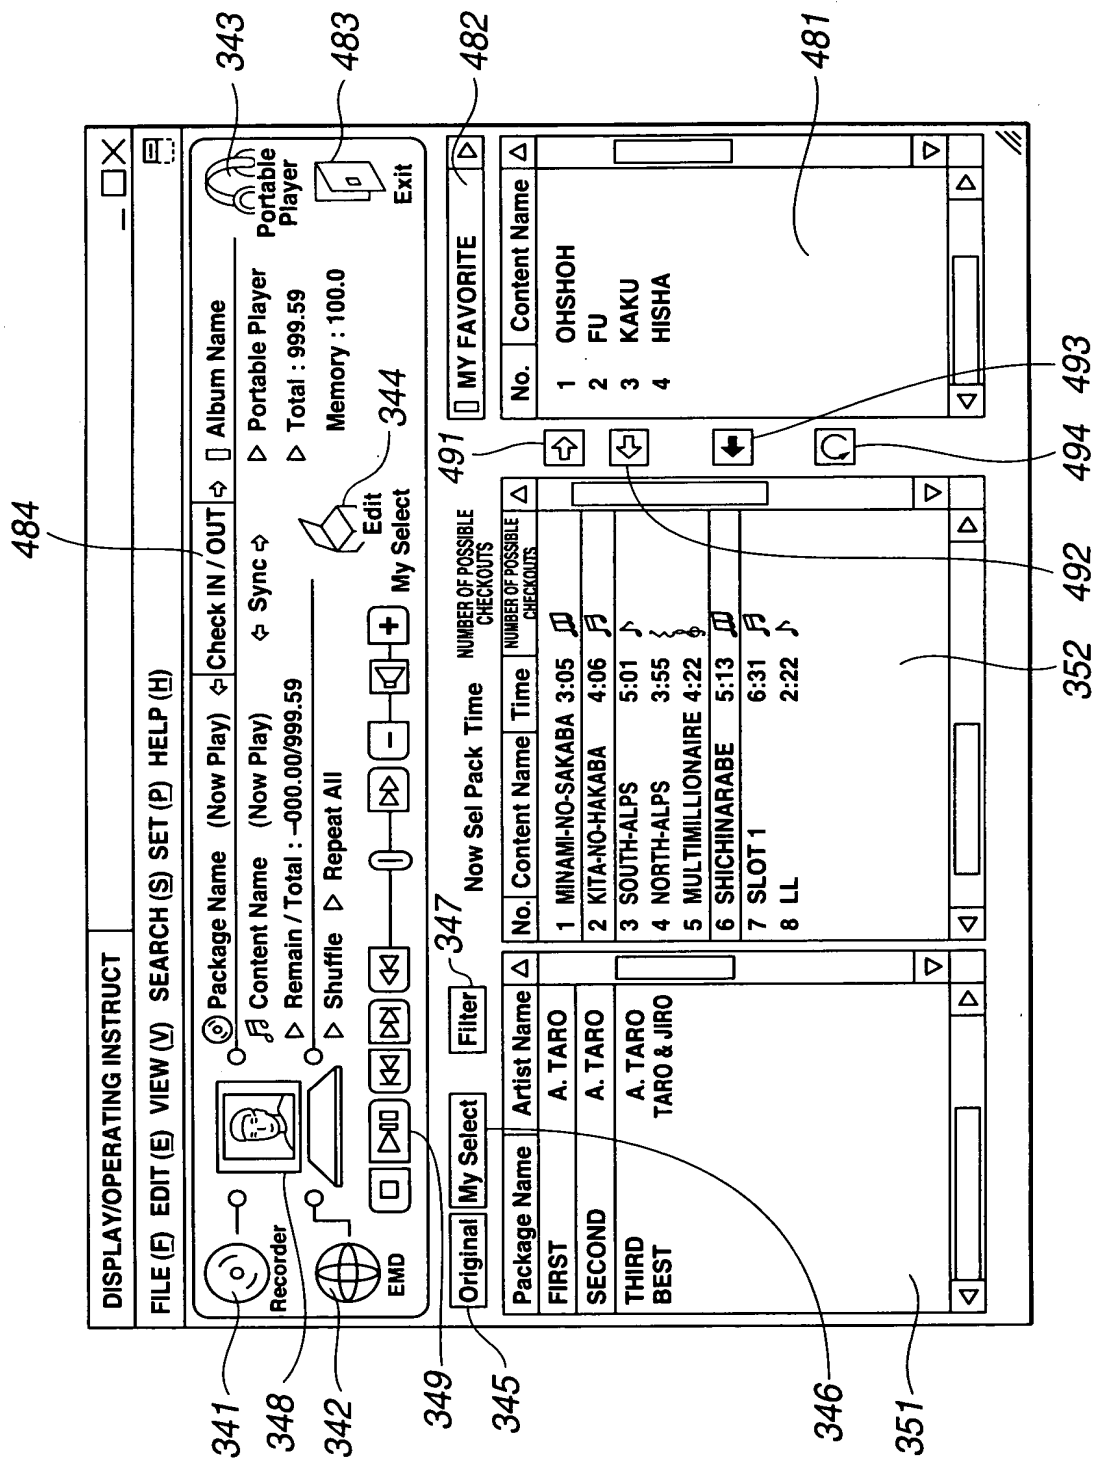 484
343
483
482
481
DISPLAY/OPERATING INSTRUCT
FILE (F) EDIT (E) VIEW (V) SEARCH (S) SET (P) HELP (H)
Package Name (Now Play)
Check IN / OUT
Album Name
Content Name (Now Play)
Sync
Portable Player
Remain / Total : –000.00/999.59
Total : 999.59
Shuffle
Repeat All
Memory : 100.0
Recorder
EMD
Portable
Player
Exit
Edit
My Select
344
341
348
342
349
345
346
351
Original
My Select
Filter
347
Now Sel Pack Time
NUMBER OF POSSIBLE
CHECKOUTS
491
MY FAVORITE
Package Name Artist Name
FIRST A. TARO
SECOND A. TARO
THIRD A. TARO
BEST TARO & JIRO
No. Content Name Time NUMBER OF POSSIBLE
CHECKOUTS
1 MINAMI-NO-SAKABA 3:05
2 KITA-NO-HAKABA 4:06
3 SOUTH-ALPS 5:01
4 NORTH-ALPS 3:55
5 MULTIMILLIONAIRE 4:22
6 SHICHINARABE 5:13
7 SLOT 1 6:31
8 LL 2:22
No. Content Name
1 OHSHOH
2 FU
3 KAKU
4 HISHA
352
492
494
493